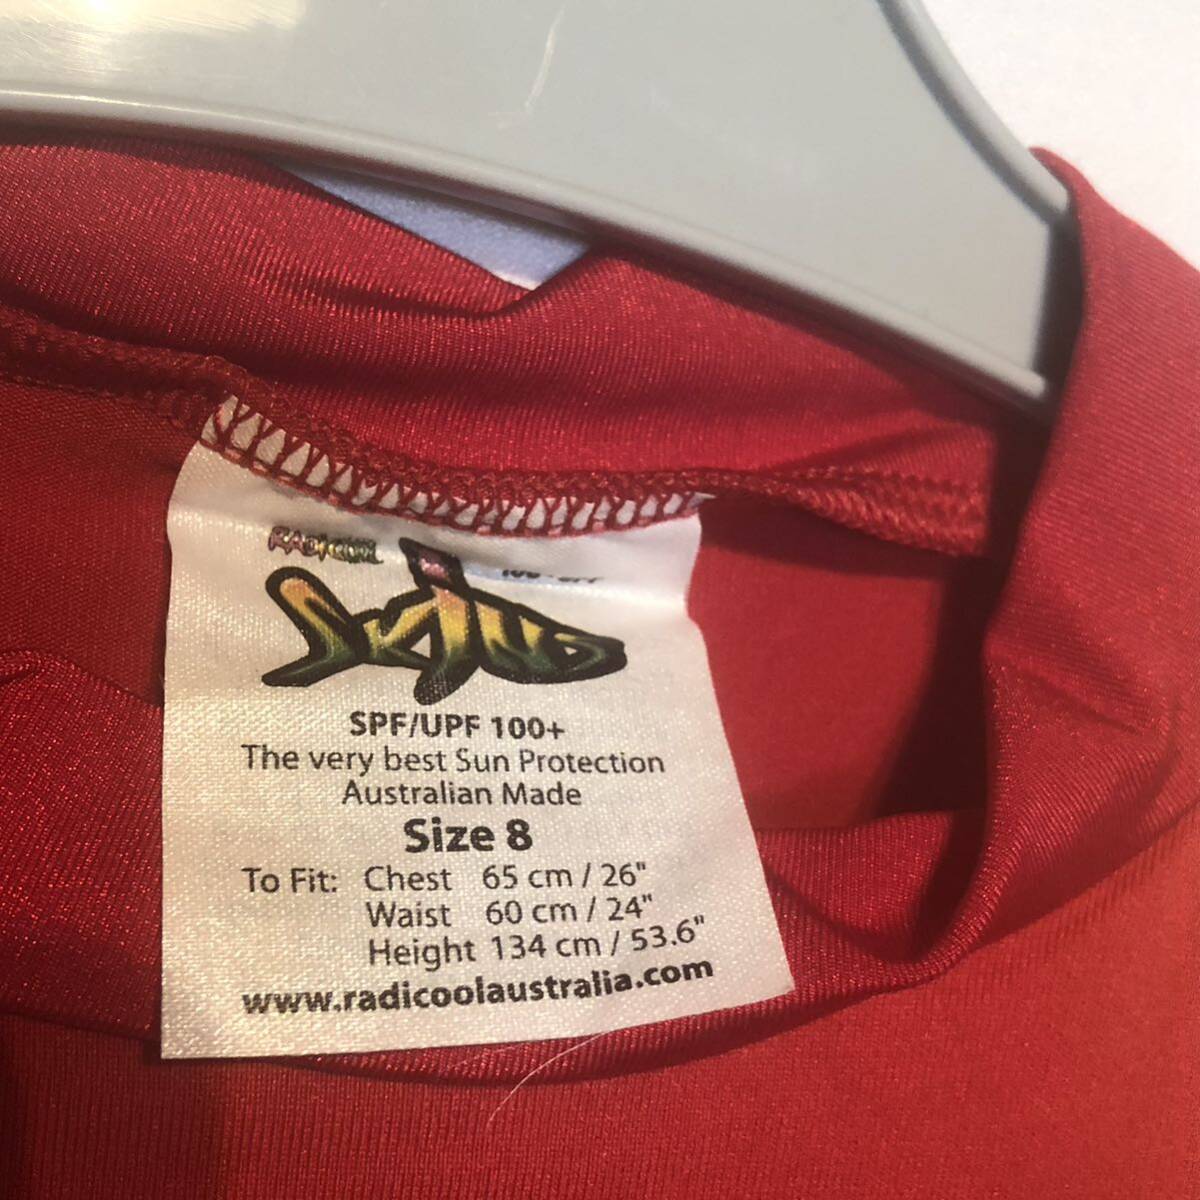 RADICOOL
SKINS
SPF/UPF 100+
The very best Sun Protection
Australian Made
Size 8
To Fit: Chest 65 cm / 26"
Waist 60 cm / 24"
Height 134 cm / 53.6"
www.radicoolaustralia.com